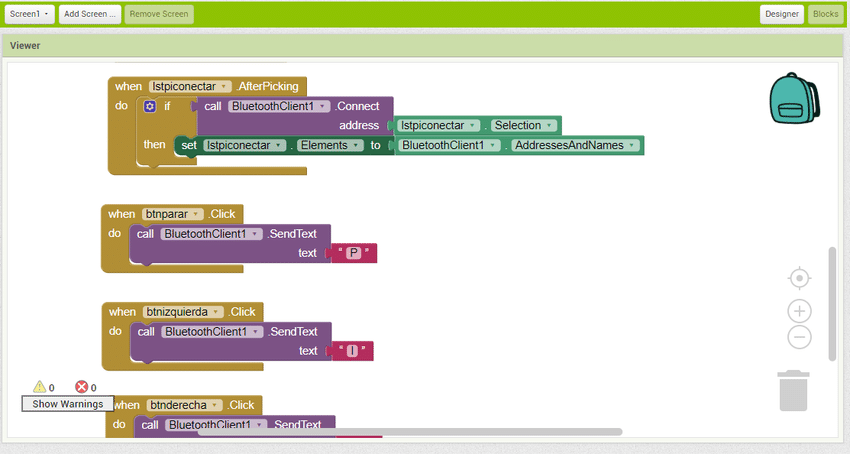 Screen1 Add Screen ... Remove Screen Designer Blocks
Viewer
when lstpiconectar .AfterPicking
do if call BluetoothClient1 .Connect
address lstpiconectar . Selection
then set lstpiconectar . Elements to BluetoothClient1 . AddressesAndNames
when btnparar .Click
do call BluetoothClient1 .SendText
text " P "
when btnizquierda .Click
do call BluetoothClient1 .SendText
text " I "
0 0
Show Warnings
when btnderecha .Click
do call BluetoothClient1 .SendText